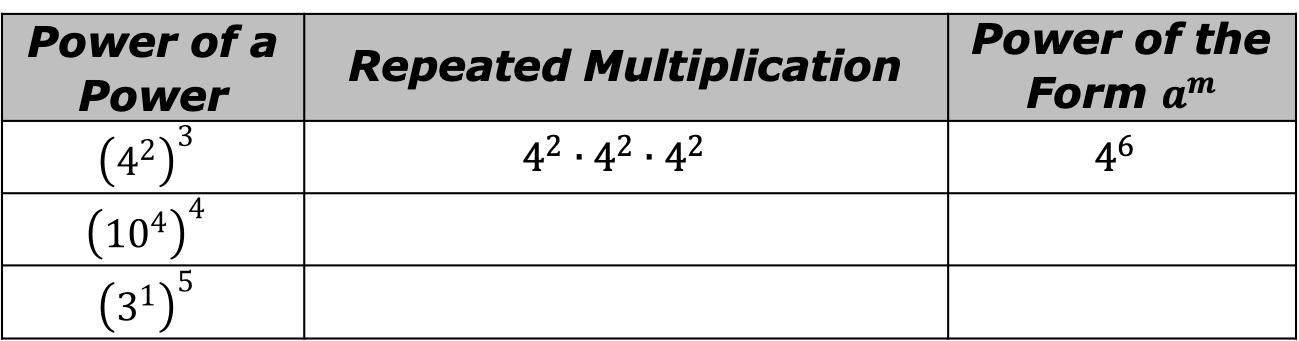 Power of a
Power
Repeated Multiplication
Power of the
Form aᵐ
(4²)³
4² · 4² · 4²
4⁶
(10⁴)⁴
(3¹)⁵